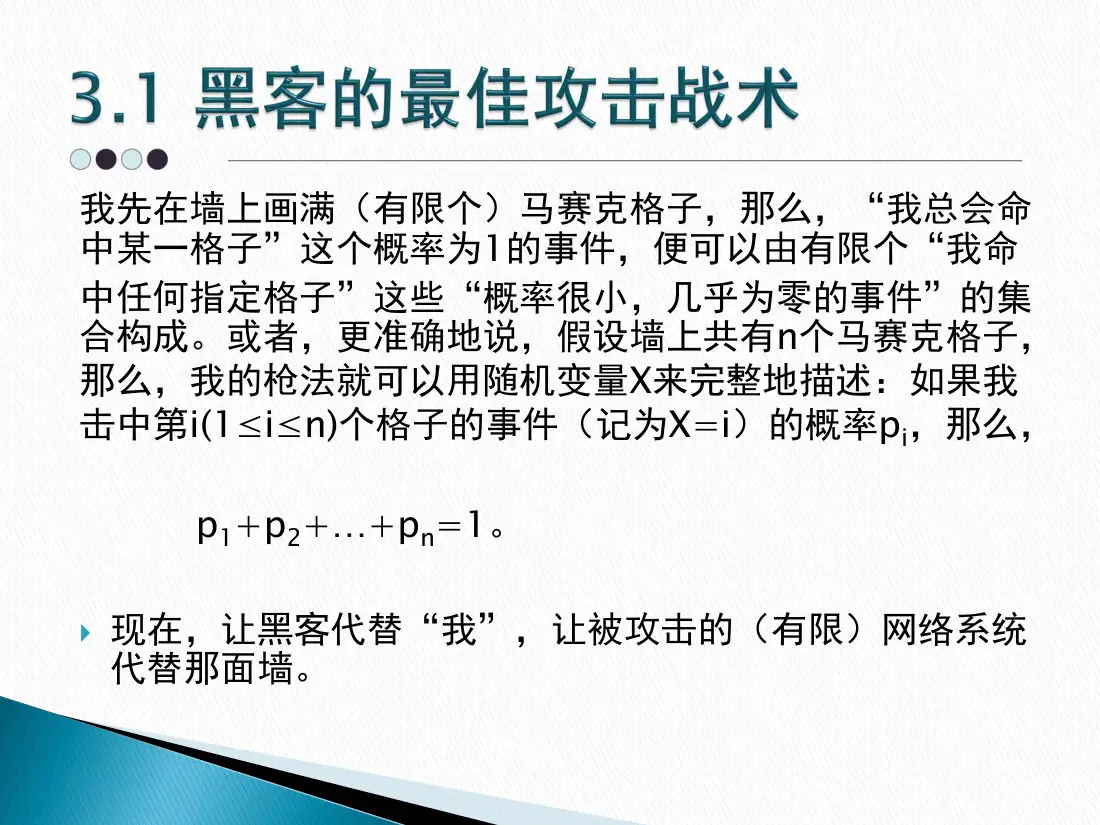 3.1 黑客的最佳攻击战术
我先在墙上画满（有限个）马赛克格子，那么，“我总会命
中某一格子”这个概率为1的事件，便可以由有限个“我命
中任何指定格子”这些“概率很小，几乎为零的事件”的集
合构成。或者，更准确地说，假设墙上共有n个马赛克格子，
那么，我的枪法就可以用随机变量X来完整地描述：如果我
击中第i(1≤i≤n)个格子的事件（记为X=i）的概率pᵢ，那么，
p₁+p₂+…+pₙ=1。
现在，让黑客代替“我”，让被攻击的（有限）网络系统
代替那面墙。